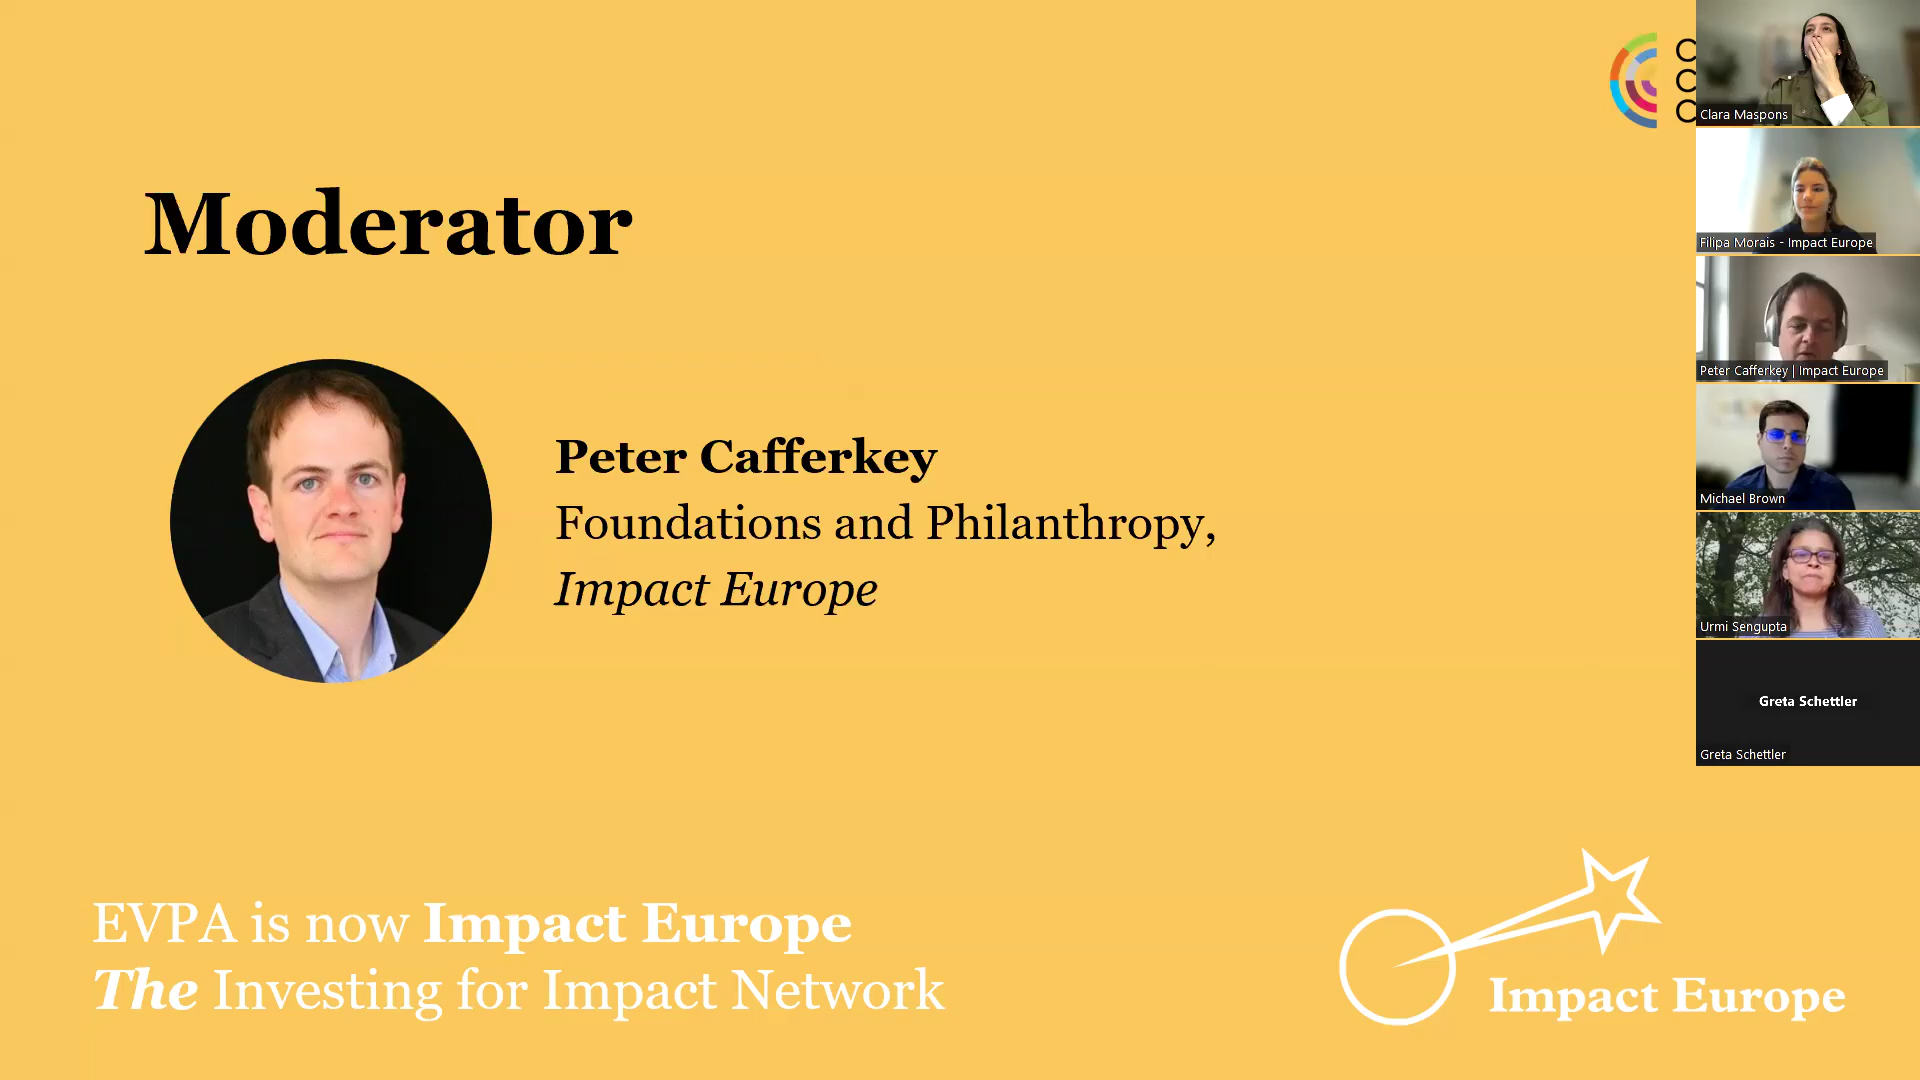 Moderator
Peter Cafferkey
Foundations and Philanthropy,
Impact Europe
EVPA is now Impact Europe
The Investing for Impact Network
Impact Europe
C
C
C
Clara Maspons
Filipa Morais - Impact Europe
Peter Cafferkey | Impact Europe
Michael Brown
Urmi Sengupta
Greta Schettler
Greta Schettler